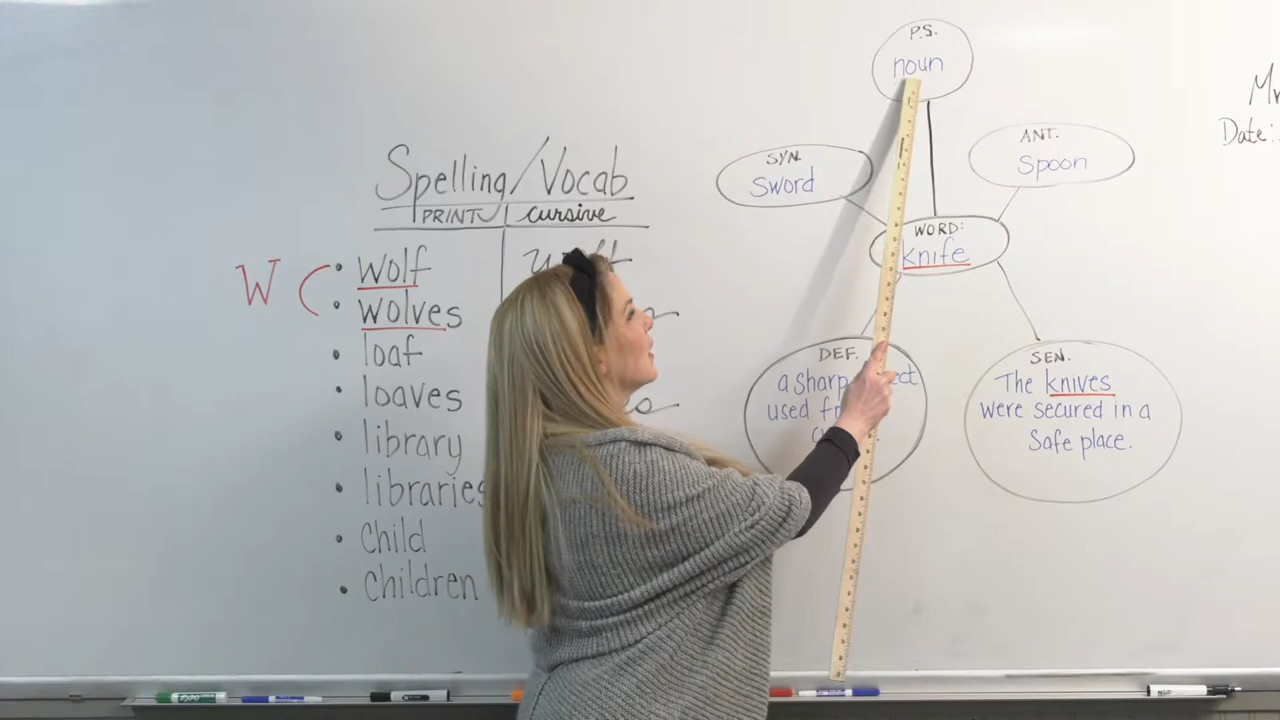 Spelling/Vocab
PRINT cursive
W
wolf
wolves
loaf
loaves
library
libraries
child
children
P.S.
noun
SYN.
sword
ANT.
Spoon
WORD:
knife
DEF.
a sharp
used
SEN.
The knives
were secured in a
Safe place.
Date: